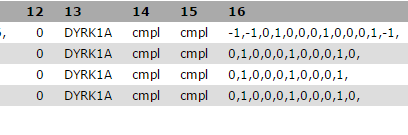 12 13 14 15 16
, 0 DYRK1A cmpl cmpl -1,-1,0,1,0,0,0,1,0,0,0,1,-1,
0 DYRK1A cmpl cmpl 0,1,0,0,0,1,0,0,0,1,0,
0 DYRK1A cmpl cmpl 0,1,0,0,0,1,0,0,0,1,
0 DYRK1A cmpl cmpl 0,1,0,0,0,1,0,0,0,1,0,